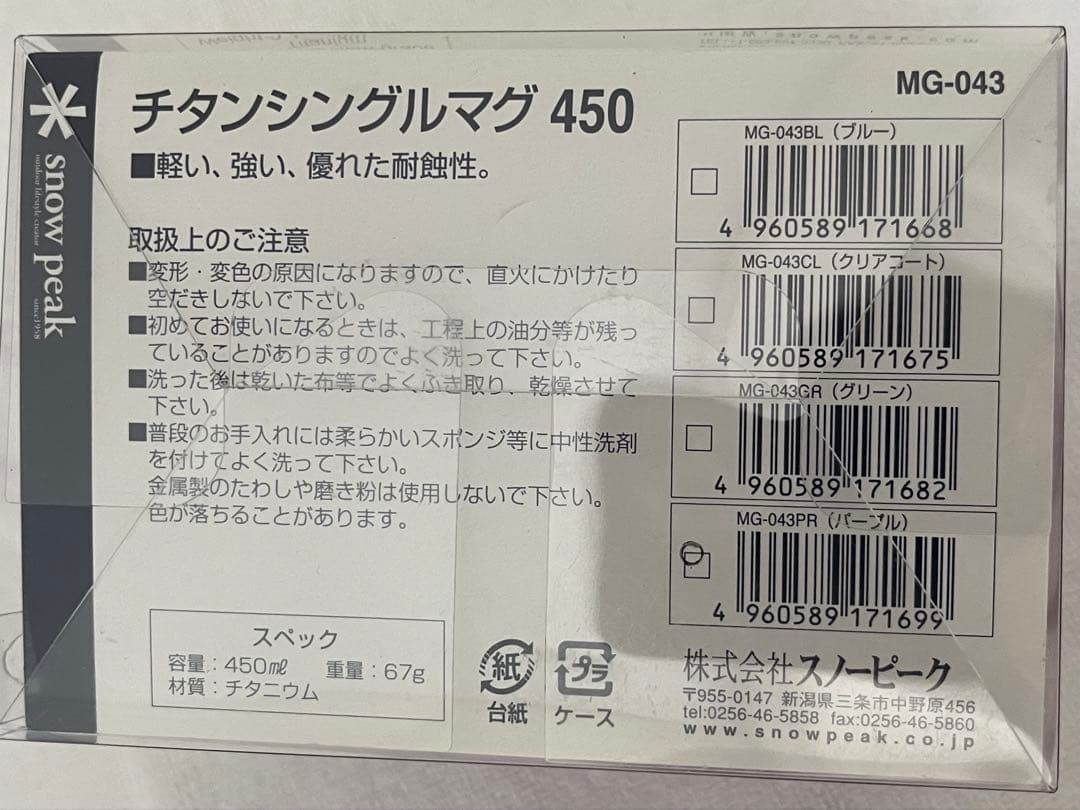 snow peak
outdoor lifestyle creator
since1958
チタンシングルマグ 450
■軽い、強い、優れた耐蝕性。
取扱上のご注意
■変形・変色の原因になりますので、直火にかけたり
空だきしないで下さい。
■初めてお使いになるときは、工程上の油分等が残っ
ていることがありますのでよく洗って下さい。
■洗った後は乾いた布等でよくふき取り、乾燥させて
下さい。
■普段のお手入れには柔らかいスポンジ等に中性洗剤
を付けてよく洗って下さい。
金属製のたわしや磨き粉は使用しないで下さい。
色が落ちることがあります。
スペック
容量：450㎖ 重量：67g
材質：チタニウム
紙
台紙
プラ
ケース
MG-043
MG-043BL（ブルー）
4 960589 171668
MG-043CL（クリアコート）
4 960589 171675
MG-043GR（グリーン）
4 960589 171682
MG-043PR（パープル）
4 960589 171699
株式会社スノーピーク
〒955-0147 新潟県三条市中野原456
tel:0256-46-5858 fax:0256-46-5860
www.snowpeak.co.jp